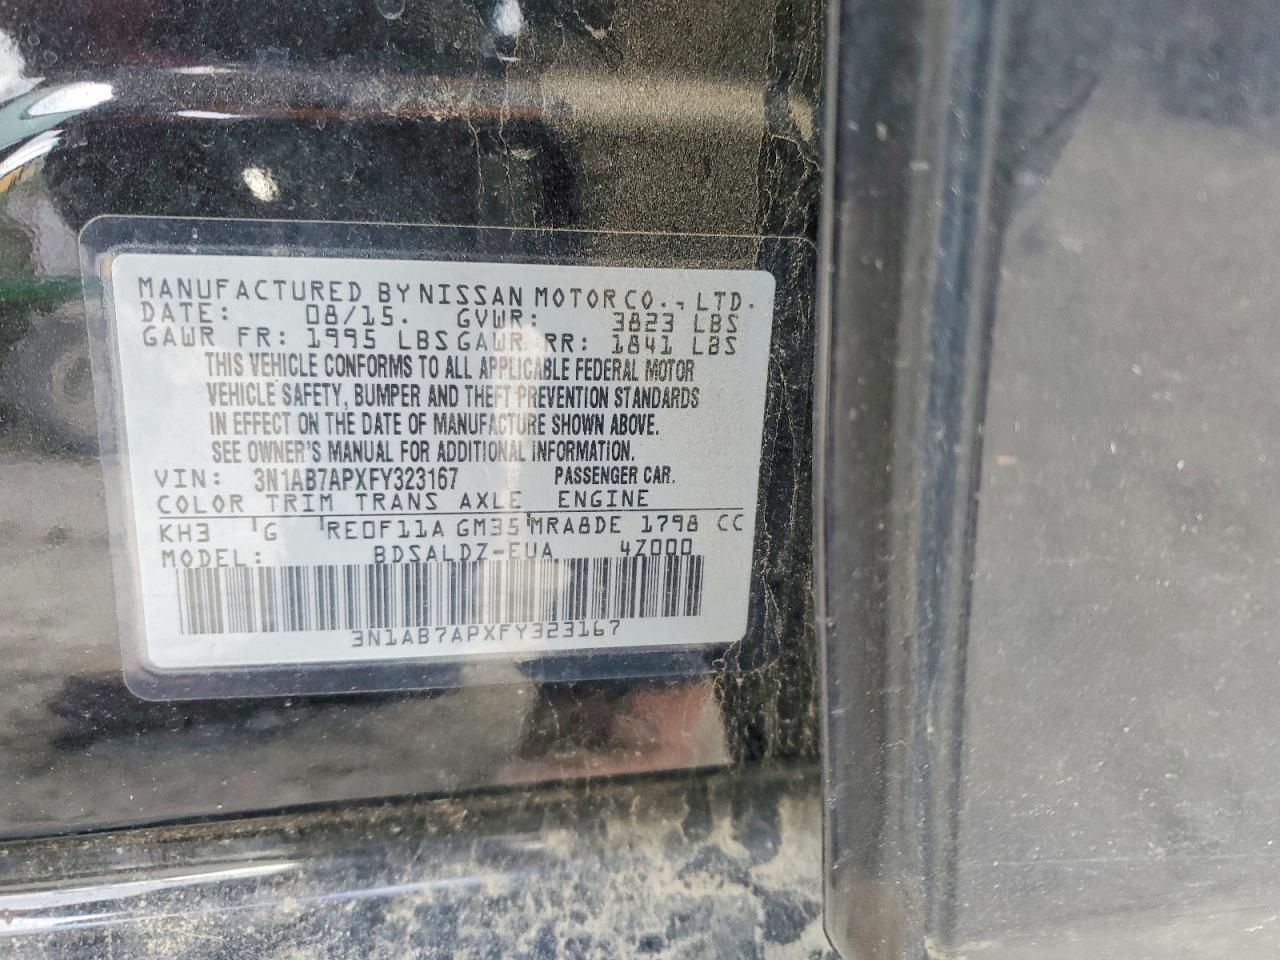 MANUFACTURED BY NISSAN MOTOR CO., LTD.
DATE: 08/15. GVWR: 3823 LBS
GAWR FR: 1995 LBS GAWR RR: 1841 LBS
THIS VEHICLE CONFORMS TO ALL APPLICABLE FEDERAL MOTOR
VEHICLE SAFETY, BUMPER AND THEFT PREVENTION STANDARDS
IN EFFECT ON THE DATE OF MANUFACTURE SHOWN ABOVE.
SEE OWNER'S MANUAL FOR ADDITIONAL INFORMATION.
VIN: 3N1AB7APXFY323167 PASSENGER CAR.
COLOR TRIM TRANS AXLE ENGINE
KH3 G RE0F11A GM35 MRA8DE 1798 CC
MODEL: BDSALDZ-EUA 4Z000
3N1AB7APXFY323167